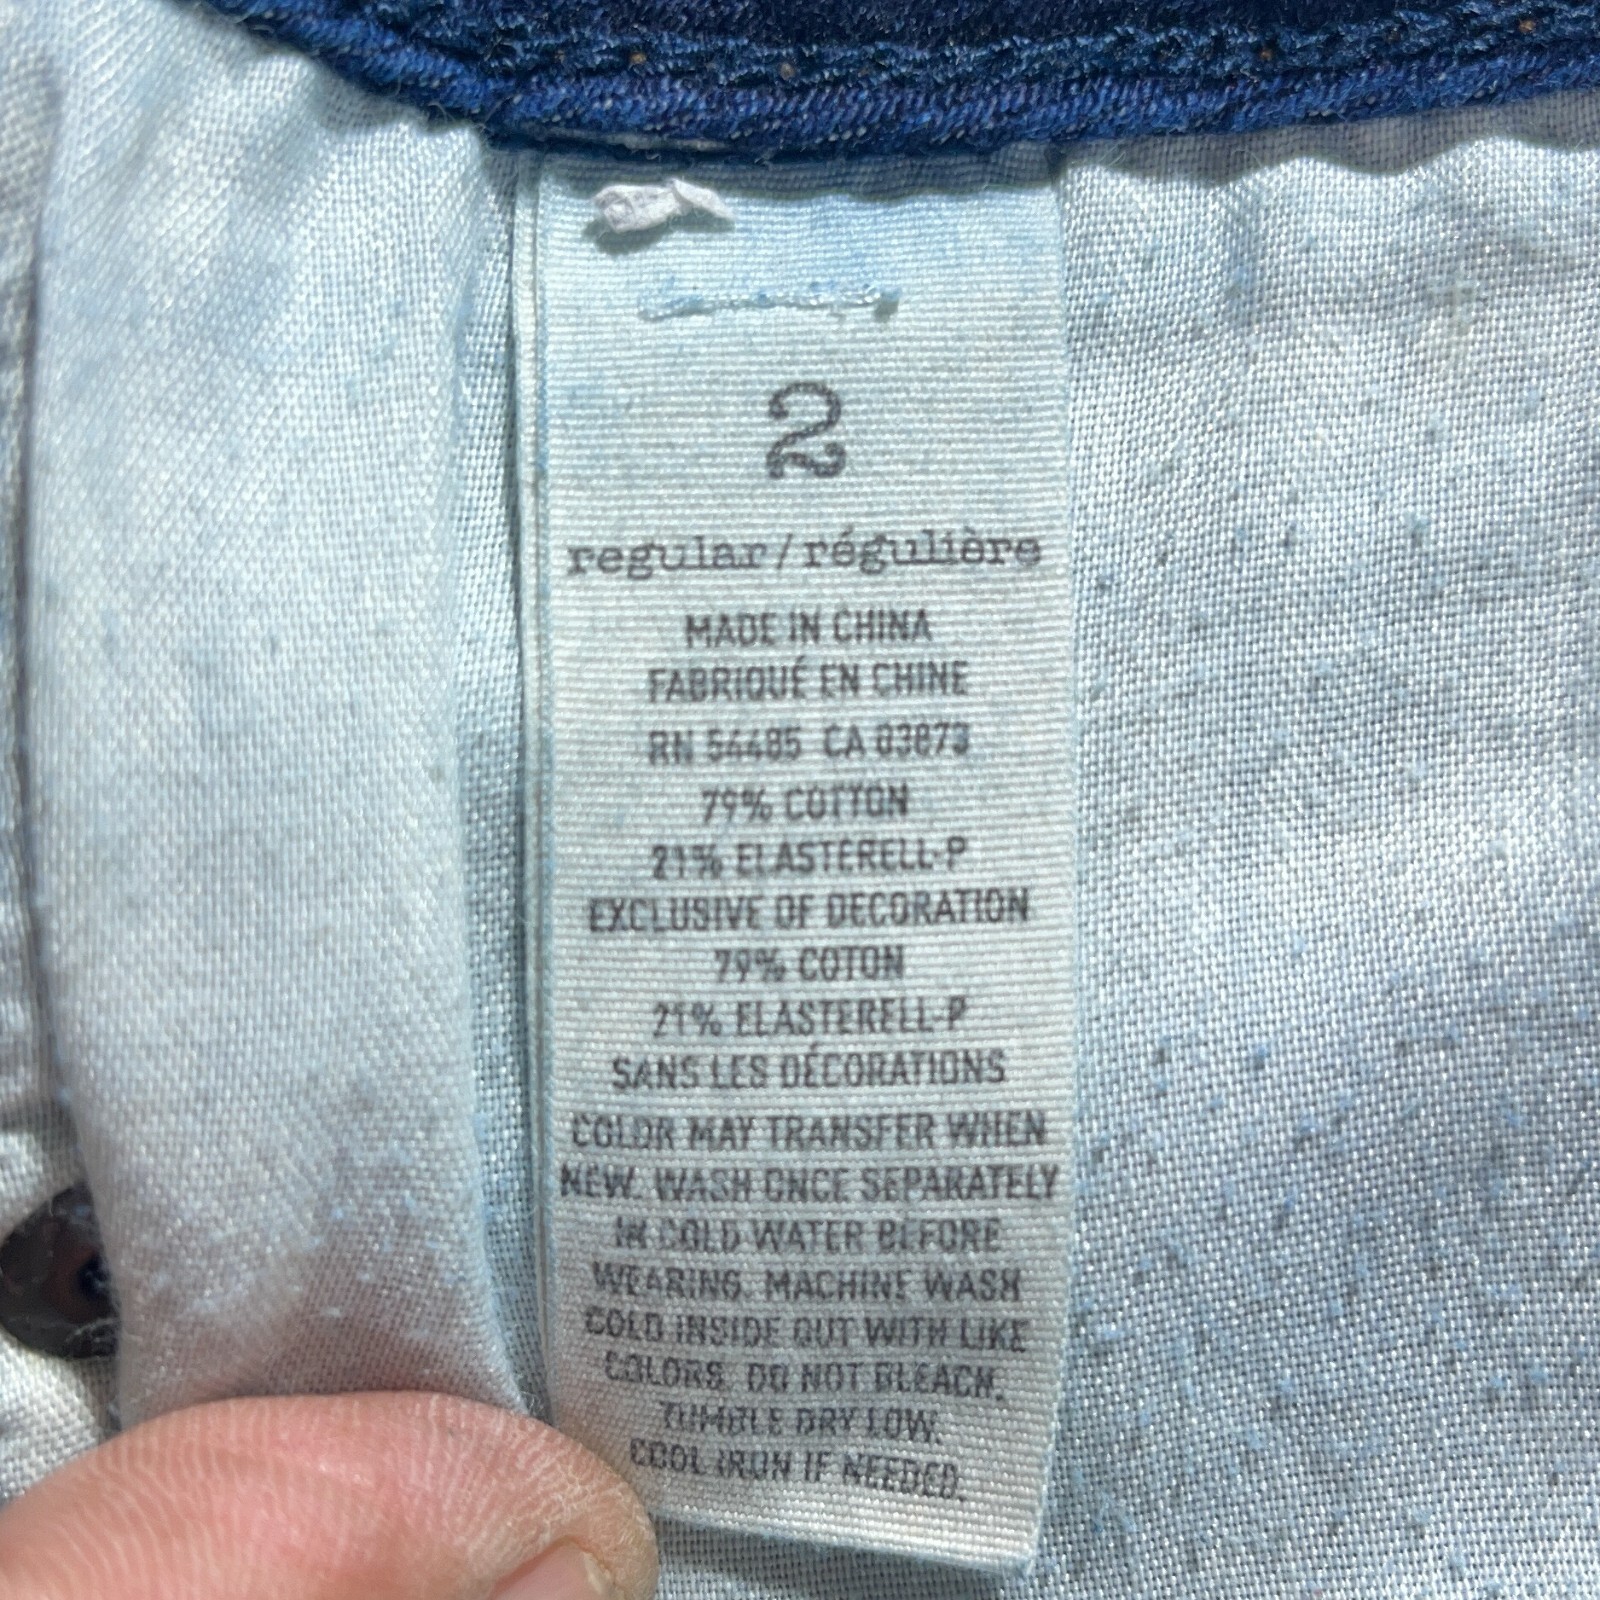 2
regular/régulière
MADE IN CHINA
FABRIQUÉ EN CHINE
RN 54485 CA 03873
79% COTTON
21% ELASTERELL-P
EXCLUSIVE OF DECORATION
79% COTON
21% ELASTERELL-P
SANS LES DÉCORATIONS
COLOR MAY TRANSFER WHEN
NEW. WASH ONCE SEPARATELY
IN COLD WATER BEFORE
WEARING. MACHINE WASH
COLD INSIDE OUT WITH LIKE
COLORS. DO NOT BLEACH.
TUMBLE DRY LOW.
COOL IRON IF NEEDED.